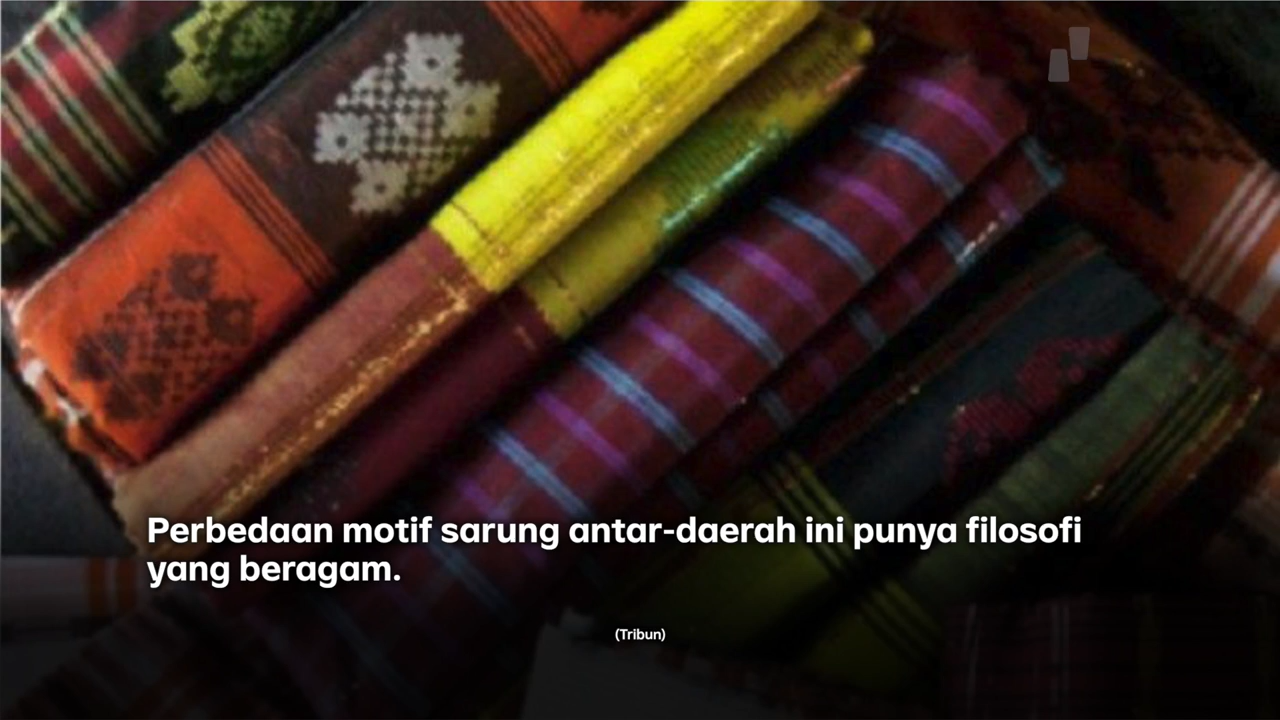 Perbedaan motif sarung antar-daerah ini punya filosofi
yang beragam.
(Tribun)